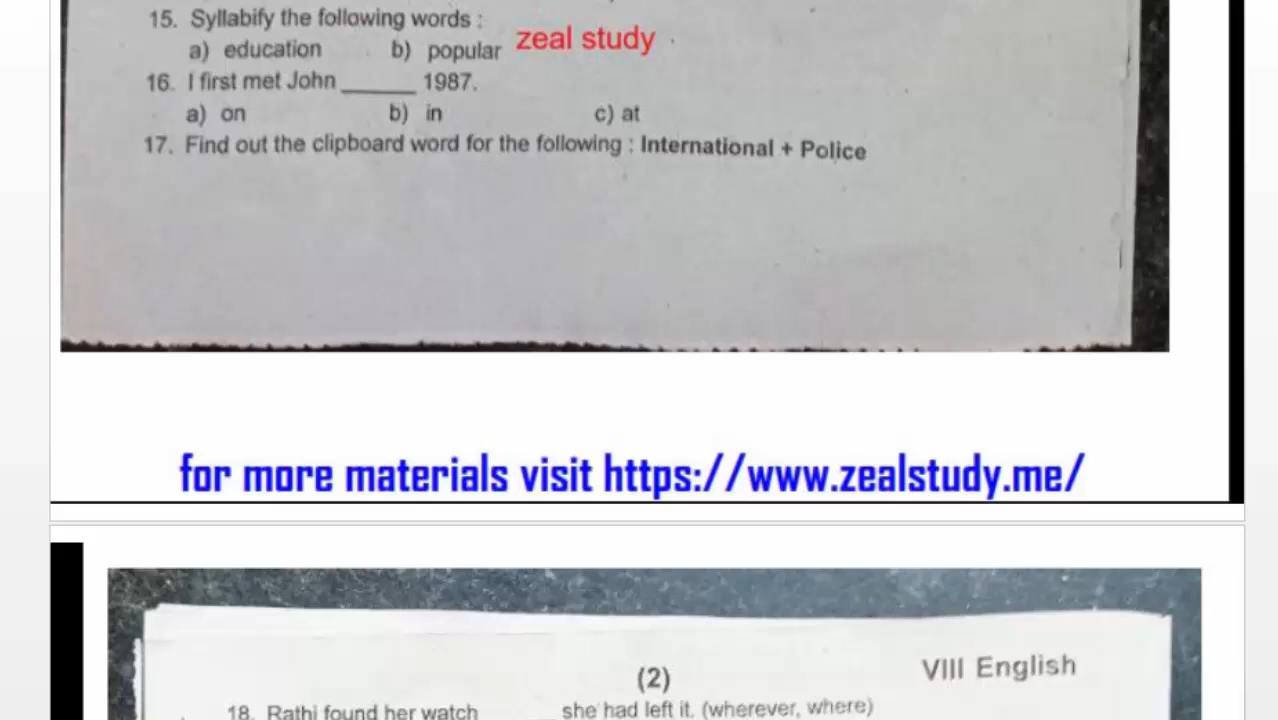 15. Syllabify the following words :
a) education b) popular zeal study
16. I first met John ______ 1987.
a) on b) in c) at
17. Find out the clipboard word for the following : International + Police
for more materials visit https://www.zealstudy.me/
(2) VIII English
18. Rathi found her watch ______ she had left it. (wherever, where)